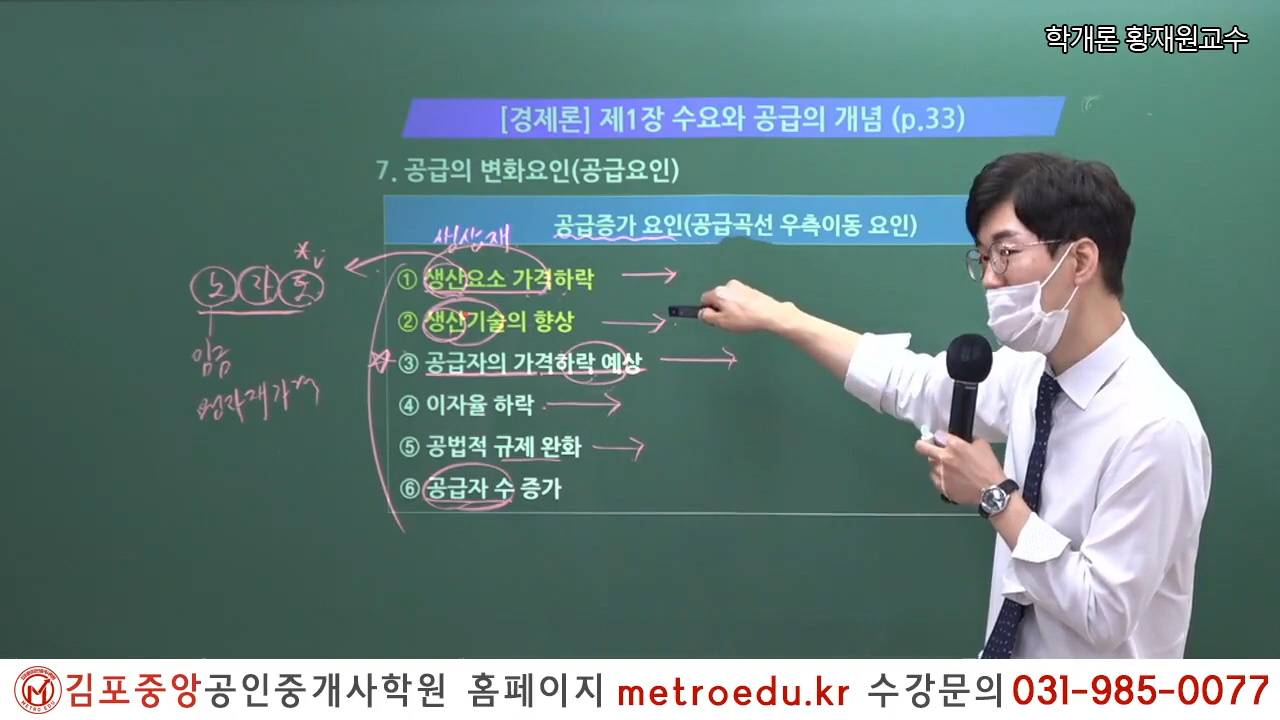 학개론 황재원교수
[경제론] 제1장 수요와 공급의 개념 (p.33)
7. 공급의 변화요인(공급요인)
공급증가 요인(공급곡선 우측이동 요인)
생산재
① 생산요소 가격하락 →
② 생산기술의 향상 →
③ 공급자의 가격하락 예상 →
④ 이자율 하락 →
⑤ 공법적 규제 완화 →
⑥ 공급자 수 증가
노 자 토
임금
METRO EDU
김포중앙공인중개사학원 홈페이지 metroedu.kr 수강문의 031-985-0077